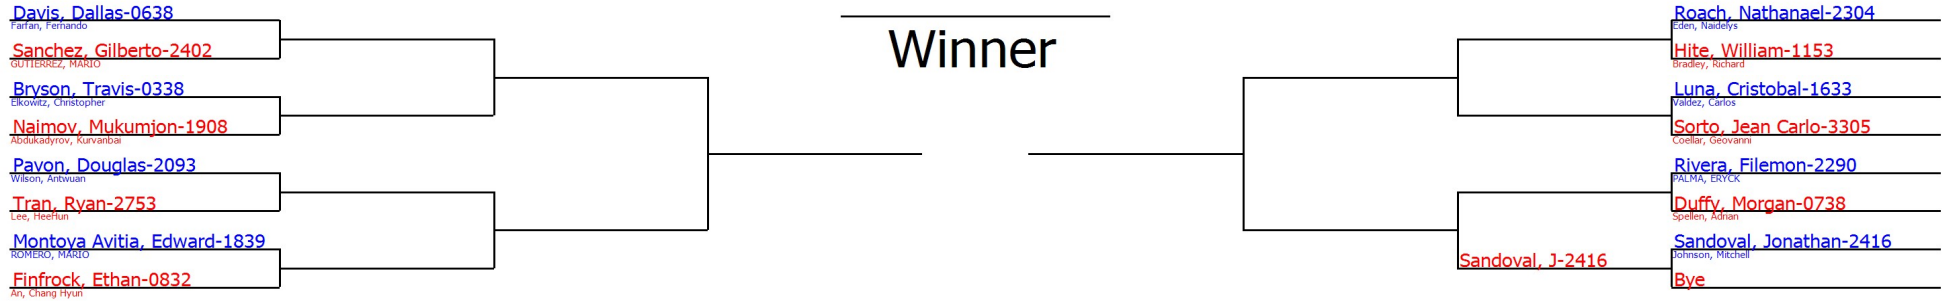 Davis, Dallas-0638
Farfan, Fernando
Sanchez, Gilberto-2402
GUTIERREZ, MARIO
Bryson, Travis-0338
Elkowitz, Christopher
Naimov, Mukumjon-1908
Abdukadyrov, Kurvanbai
Pavon, Douglas-2093
Wilson, Antwuan
Tran, Ryan-2753
Lee, HeeHun
Montoya Avitia, Edward-1839
ROMERO, MARIO
Finfrock, Ethan-0832
An, Chang Hyun
Winner
Roach, Nathanael-2304
Eden, Naidelys
Hite, William-1153
Bradley, Richard
Luna, Cristobal-1633
Valdez, Carlos
Sorto, Jean Carlo-3305
Coellar, Geovanni
Rivera, Filemon-2290
PALMA, ERYCK
Duffy, Morgan-0738
Spellen, Adrian
Sandoval, Jonathan-2416
Johnson, Mitchell
Sandoval, J-2416
Bye